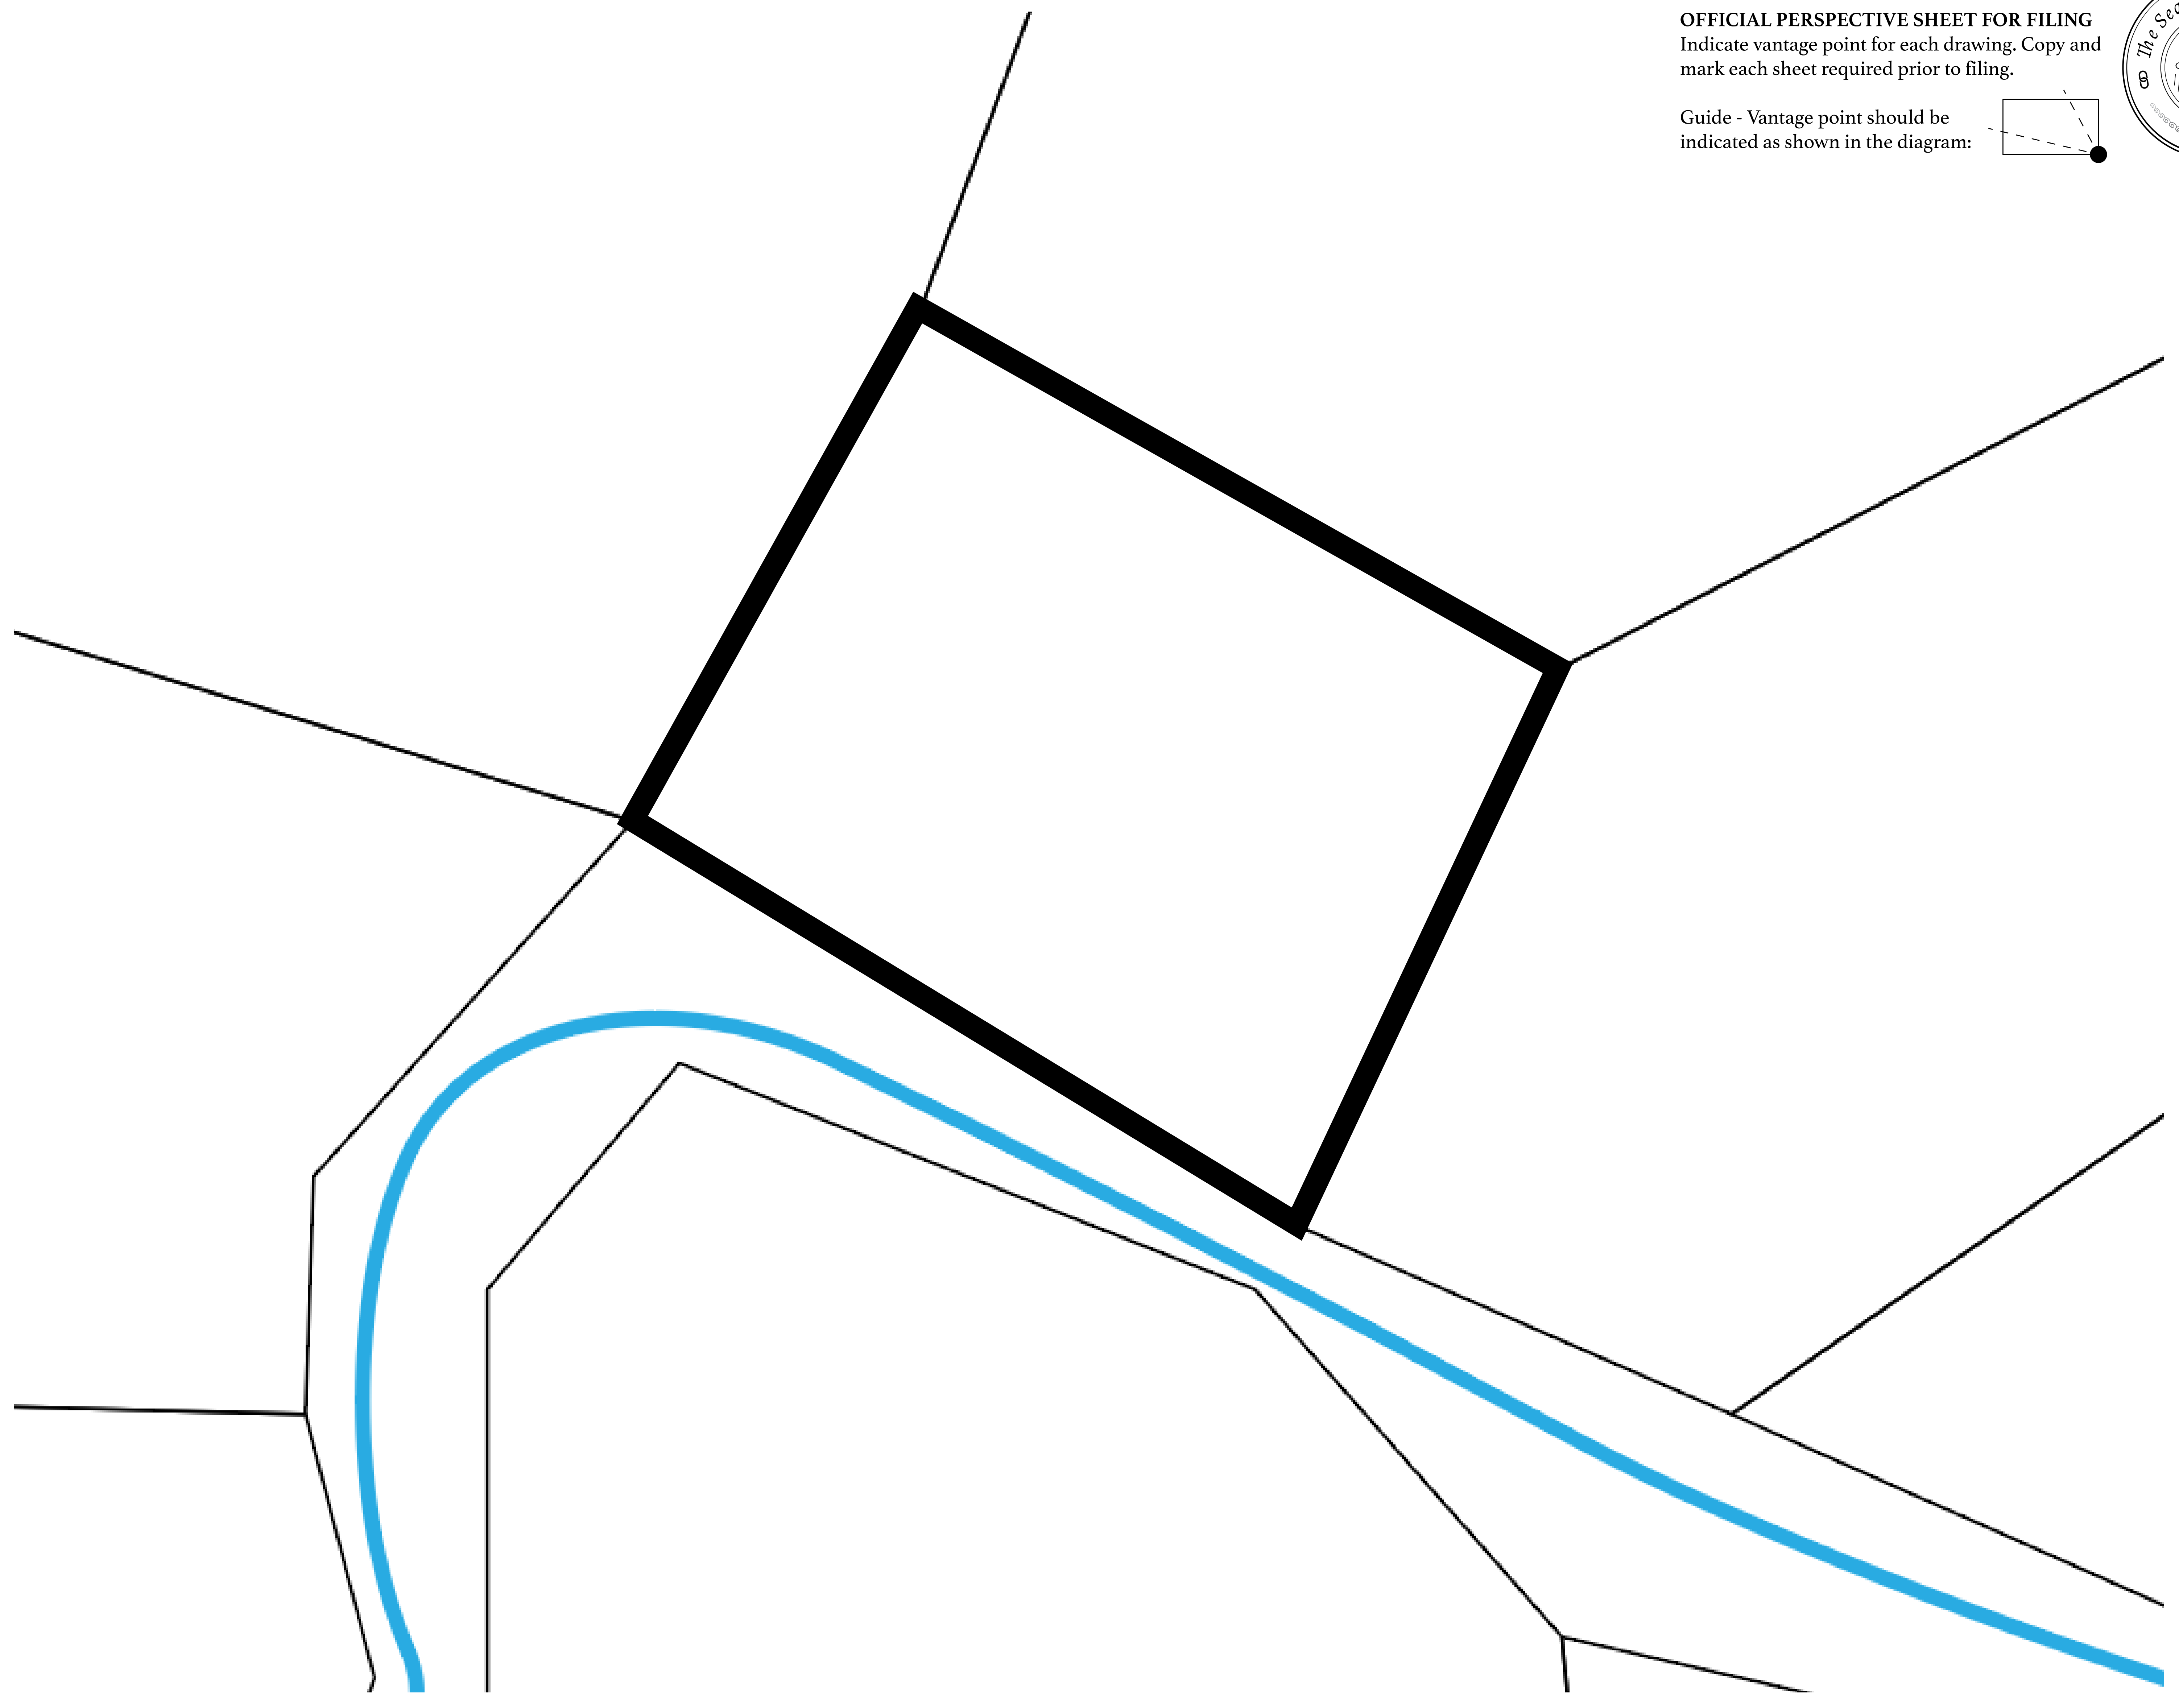 OFFICIAL PERSPECTIVE SHEET FOR FILING
Indicate vantage point for each drawing. Copy and
mark each sheet required prior to filing.
Guide - Vantage point should be
indicated as shown in the diagram:
The